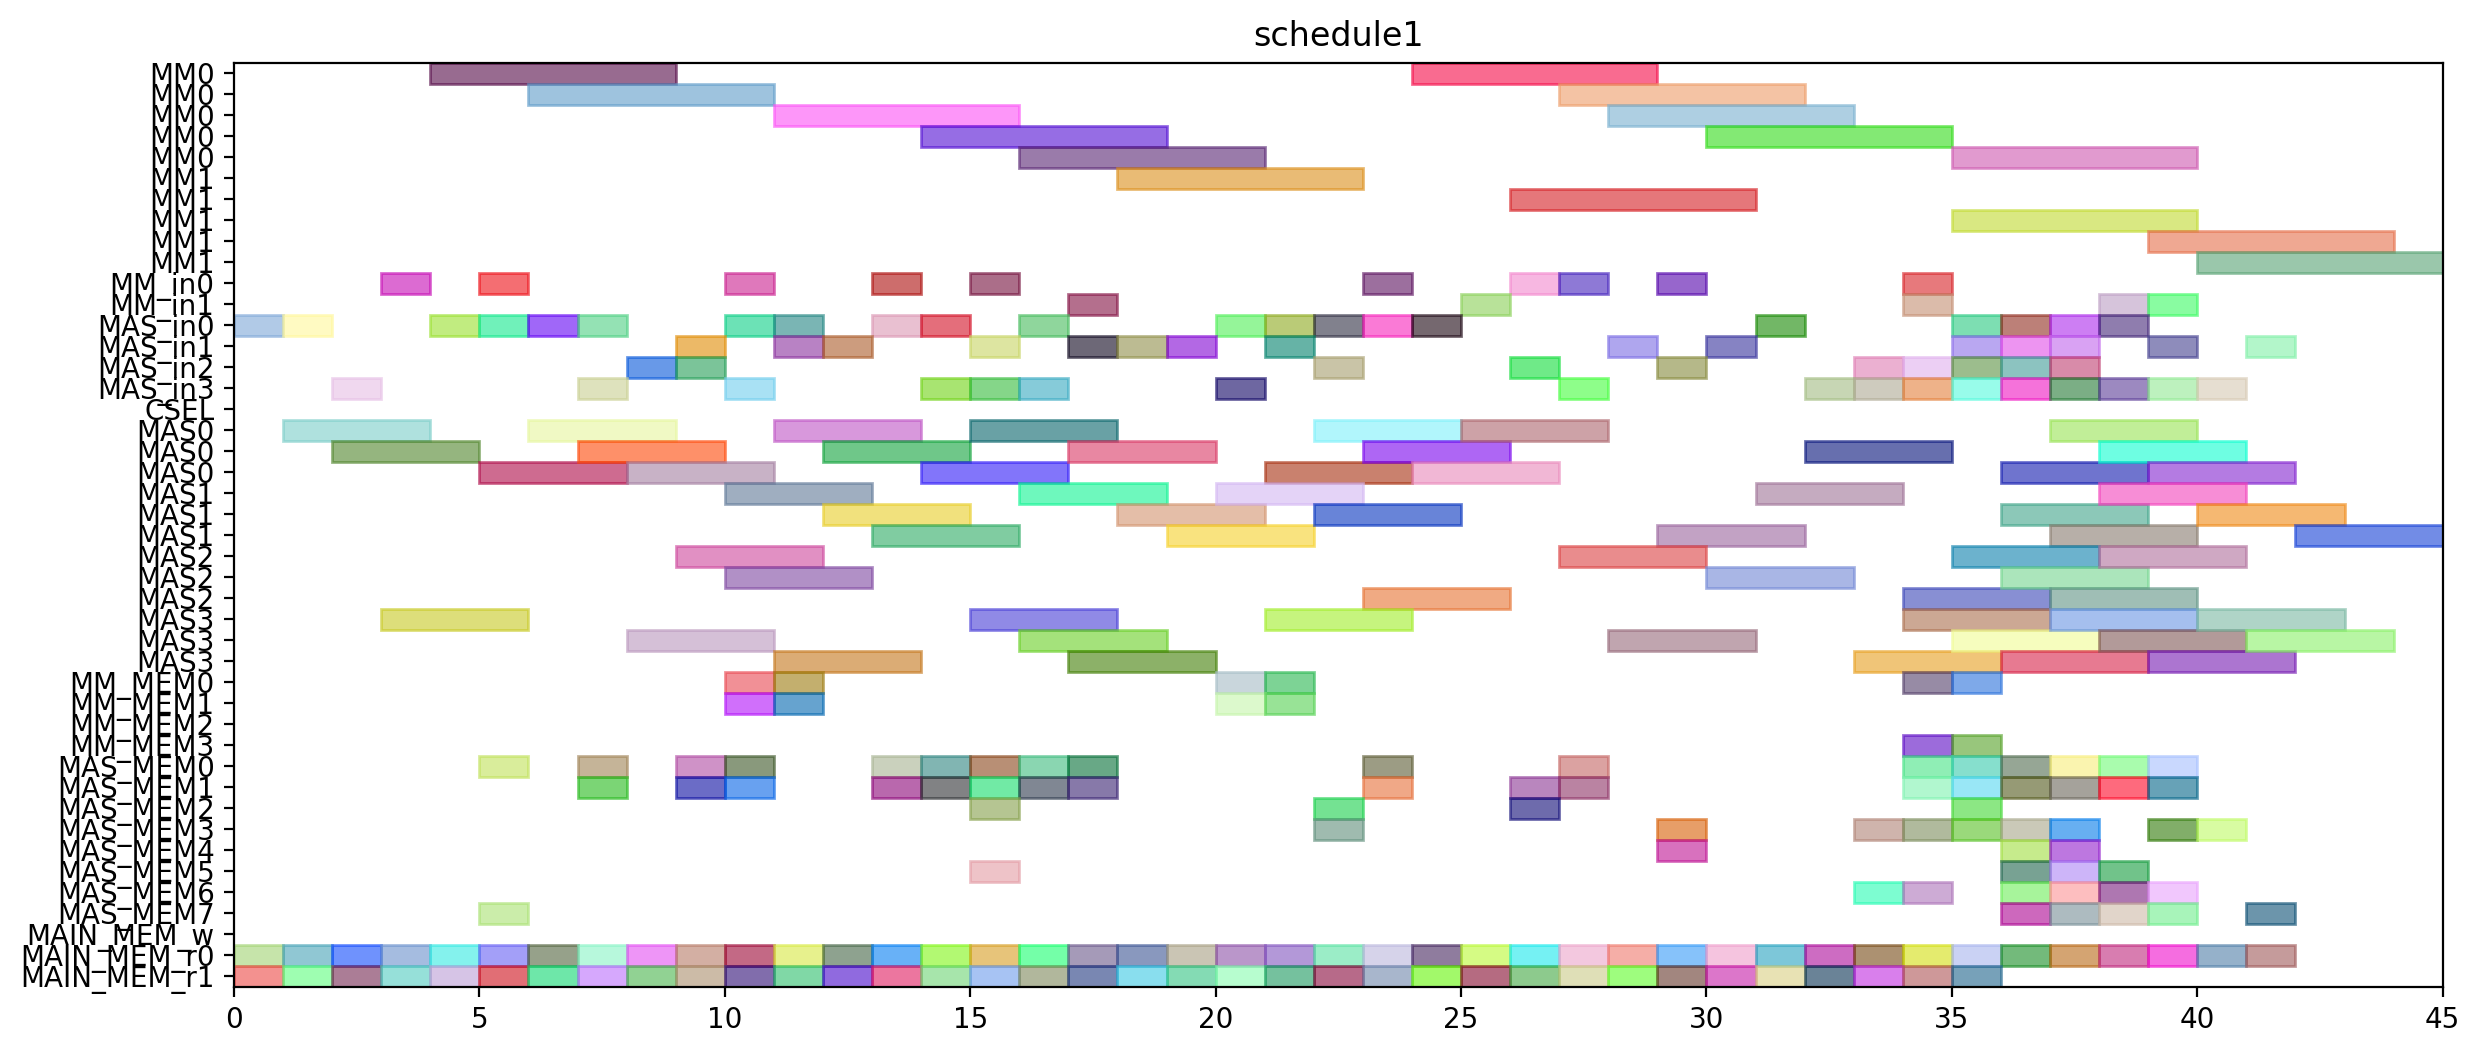 schedule1
MM0
MM0
MM0
MM0
MM0
MM1
MM1
MM1
MM1
MM1
MM_in0
MM_in1
MAS_in0
MAS_in1
MAS_in2
MAS_in3
CSEL
MAS0
MAS0
MAS0
MAS1
MAS1
MAS1
MAS2
MAS2
MAS2
MAS3
MAS3
MAS3
MM_MEM0
MM_MEM1
MM_MEM2
MM_MEM3
MAS_MEM0
MAS_MEM1
MAS_MEM2
MAS_MEM3
MAS_MEM4
MAS_MEM5
MAS_MEM6
MAS_MEM7
MAIN_MEM_w
MAIN_MEM_r0
MAIN_MEM_r1
0 5 10 15 20 25 30 35 40 45